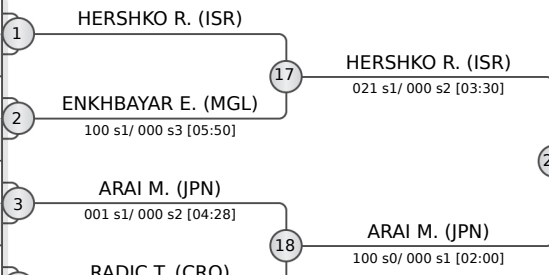 HERSHKO R. (ISR)
1
17
HERSHKO R. (ISR)
021 s1/ 000 s2 [03:30]
ENKHBAYAR E. (MGL)
2
100 s1/ 000 s3 [05:50]
ARAI M. (JPN)
3
001 s1/ 000 s2 [04:28]
18
ARAI M. (JPN)
100 s0/ 000 s1 [02:00]
RADIC T. (CRO)